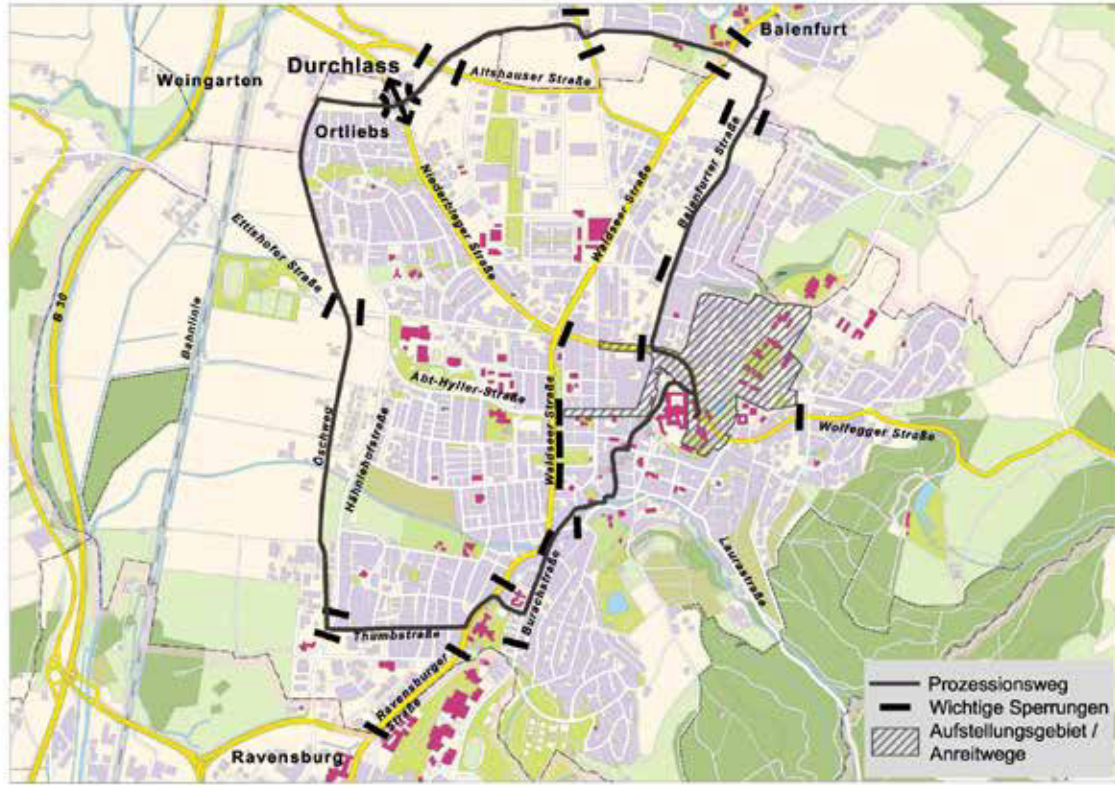 Baienfurt
Weingarten
Durchlass
Altshauser Straße
Ortliebs
Niederbieger Straße
Waldseer Straße
Baienfurter Straße
Ettishofer Straße
B 30
Bahnlinie
Abt-Hyller-Straße
Öschweg
Hähnlehofstraße
Waldseer Straße
Wolfegger Straße
Laurastraße
Burachstraße
Thumbstraße
Ravensburger
Straße
Ravensburg
Prozessionsweg
Wichtige Sperrungen
Aufstellungsgebiet /
Anreitwege